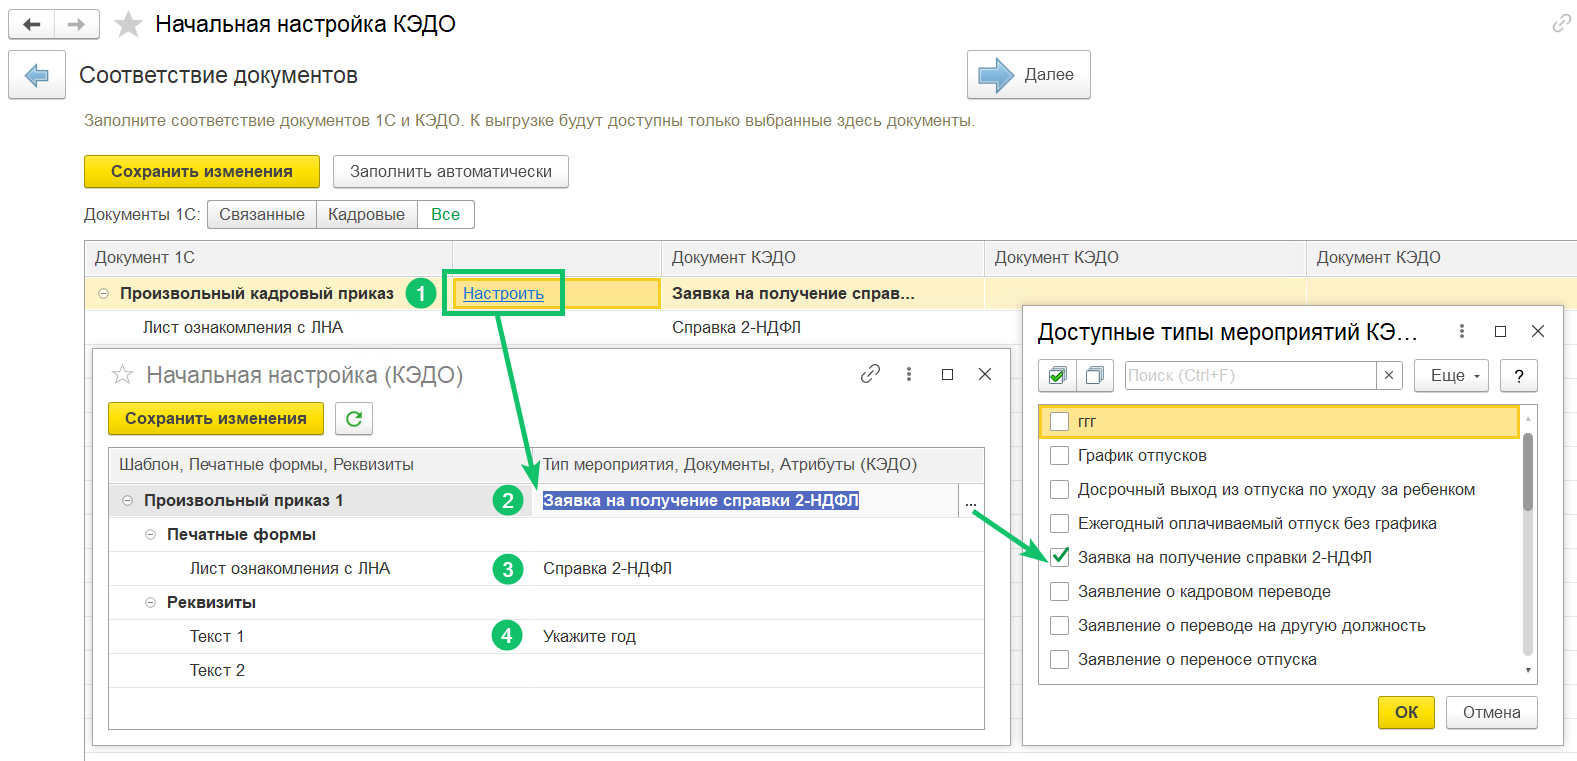 Начальная настройка КЭДО
Соответствие документов
Далее
Заполните соответствие документов 1С и КЭДО. К выгрузке будут доступны только выбранные здесь документы.
Сохранить изменения
Заполнить автоматически
Документы 1С: Связанные Кадровые Все
Документ 1С Документ КЭДО Документ КЭДО Документ КЭДО
Произвольный кадровый приказ 1 Настроить Заявка на получение справ...
Лист ознакомления с ЛНА Справка 2-НДФЛ
Начальная настройка (КЭДО)
Сохранить изменения
Шаблон, Печатные формы, Реквизиты Тип мероприятия, Документы, Атрибуты (КЭДО)
Произвольный приказ 1 2 Заявка на получение справки 2-НДФЛ ...
Печатные формы
Лист ознакомления с ЛНА 3 Справка 2-НДФЛ
Реквизиты
Текст 1 4 Укажите год
Текст 2
Доступные типы мероприятий КЭ...
Поиск (Ctrl+F) × Еще ?
ггг
График отпусков
Досрочный выход из отпуска по уходу за ребенком
Ежегодный оплачиваемый отпуск без графика
Заявка на получение справки 2-НДФЛ
Заявление о кадровом переводе
Заявление о переводе на другую должность
Заявление о переносе отпуска
ОК Отмена